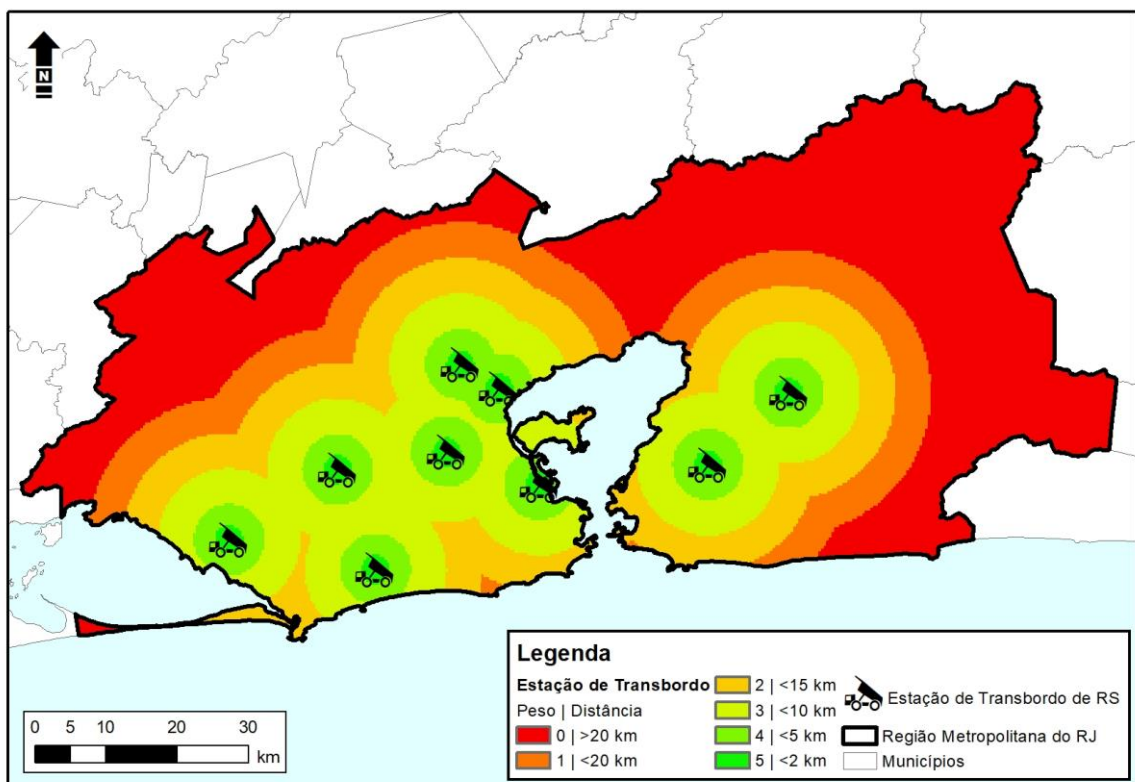 N
Legenda
Estação de Transbordo
Peso | Distância
0 | >20 km
1 | <20 km
2 | <15 km
3 | <10 km
4 | <5 km
5 | <2 km
Estação de Transbordo de RS
Região Metropolitana do RJ
Municípios
0 5 10 20 30
km